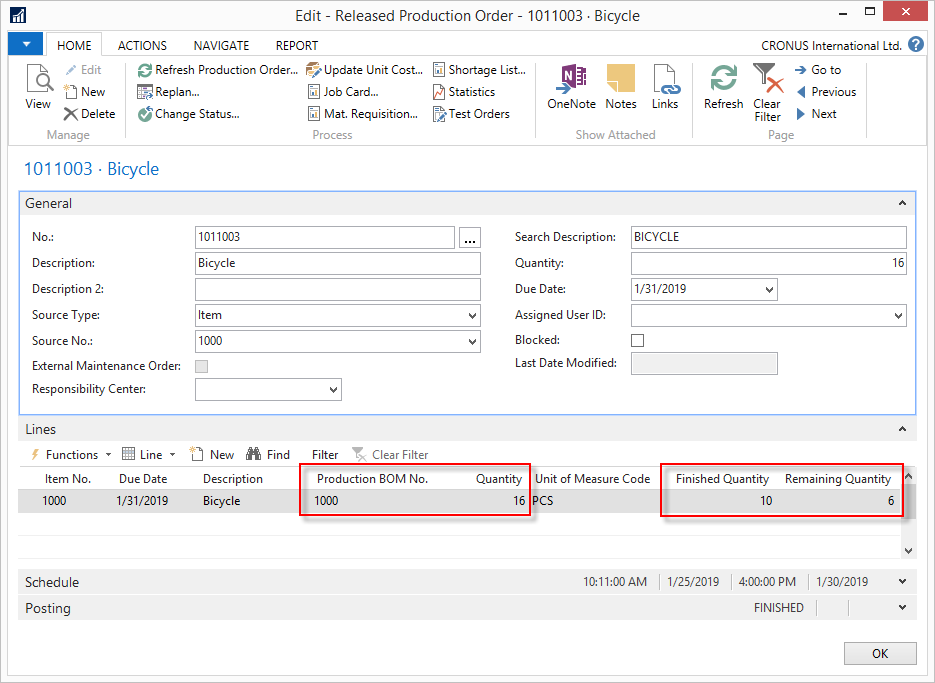 Edit - Released Production Order - 1011003 · Bicycle
HOME ACTIONS NAVIGATE REPORT CRONUS International Ltd. ?
View
Edit
New
Delete
Manage
Refresh Production Order...
Replan...
Change Status...
Update Unit Cost...
Job Card...
Mat. Requisition...
Shortage List...
Statistics
Test Orders
Process
OneNote
Notes
Links
Show Attached
Refresh
Clear
Filter
Go to
Previous
Next
Page
1011003 · Bicycle
General
No.: 1011003 ...
Description: Bicycle
Description 2:
Source Type: Item
Source No.: 1000
External Maintenance Order:
Responsibility Center:
Search Description: BICYCLE
Quantity: 16
Due Date: 1/31/2019
Assigned User ID:
Blocked:
Last Date Modified:
Lines
Functions Line New Find Filter Clear Filter
Item No. Due Date Description Production BOM No. Quantity Unit of Measure Code Finished Quantity Remaining Quantity
1000 1/31/2019 Bicycle 1000 16 PCS 10 6
Schedule 10:11:00 AM 1/25/2019 4:00:00 PM 1/30/2019
Posting FINISHED
OK